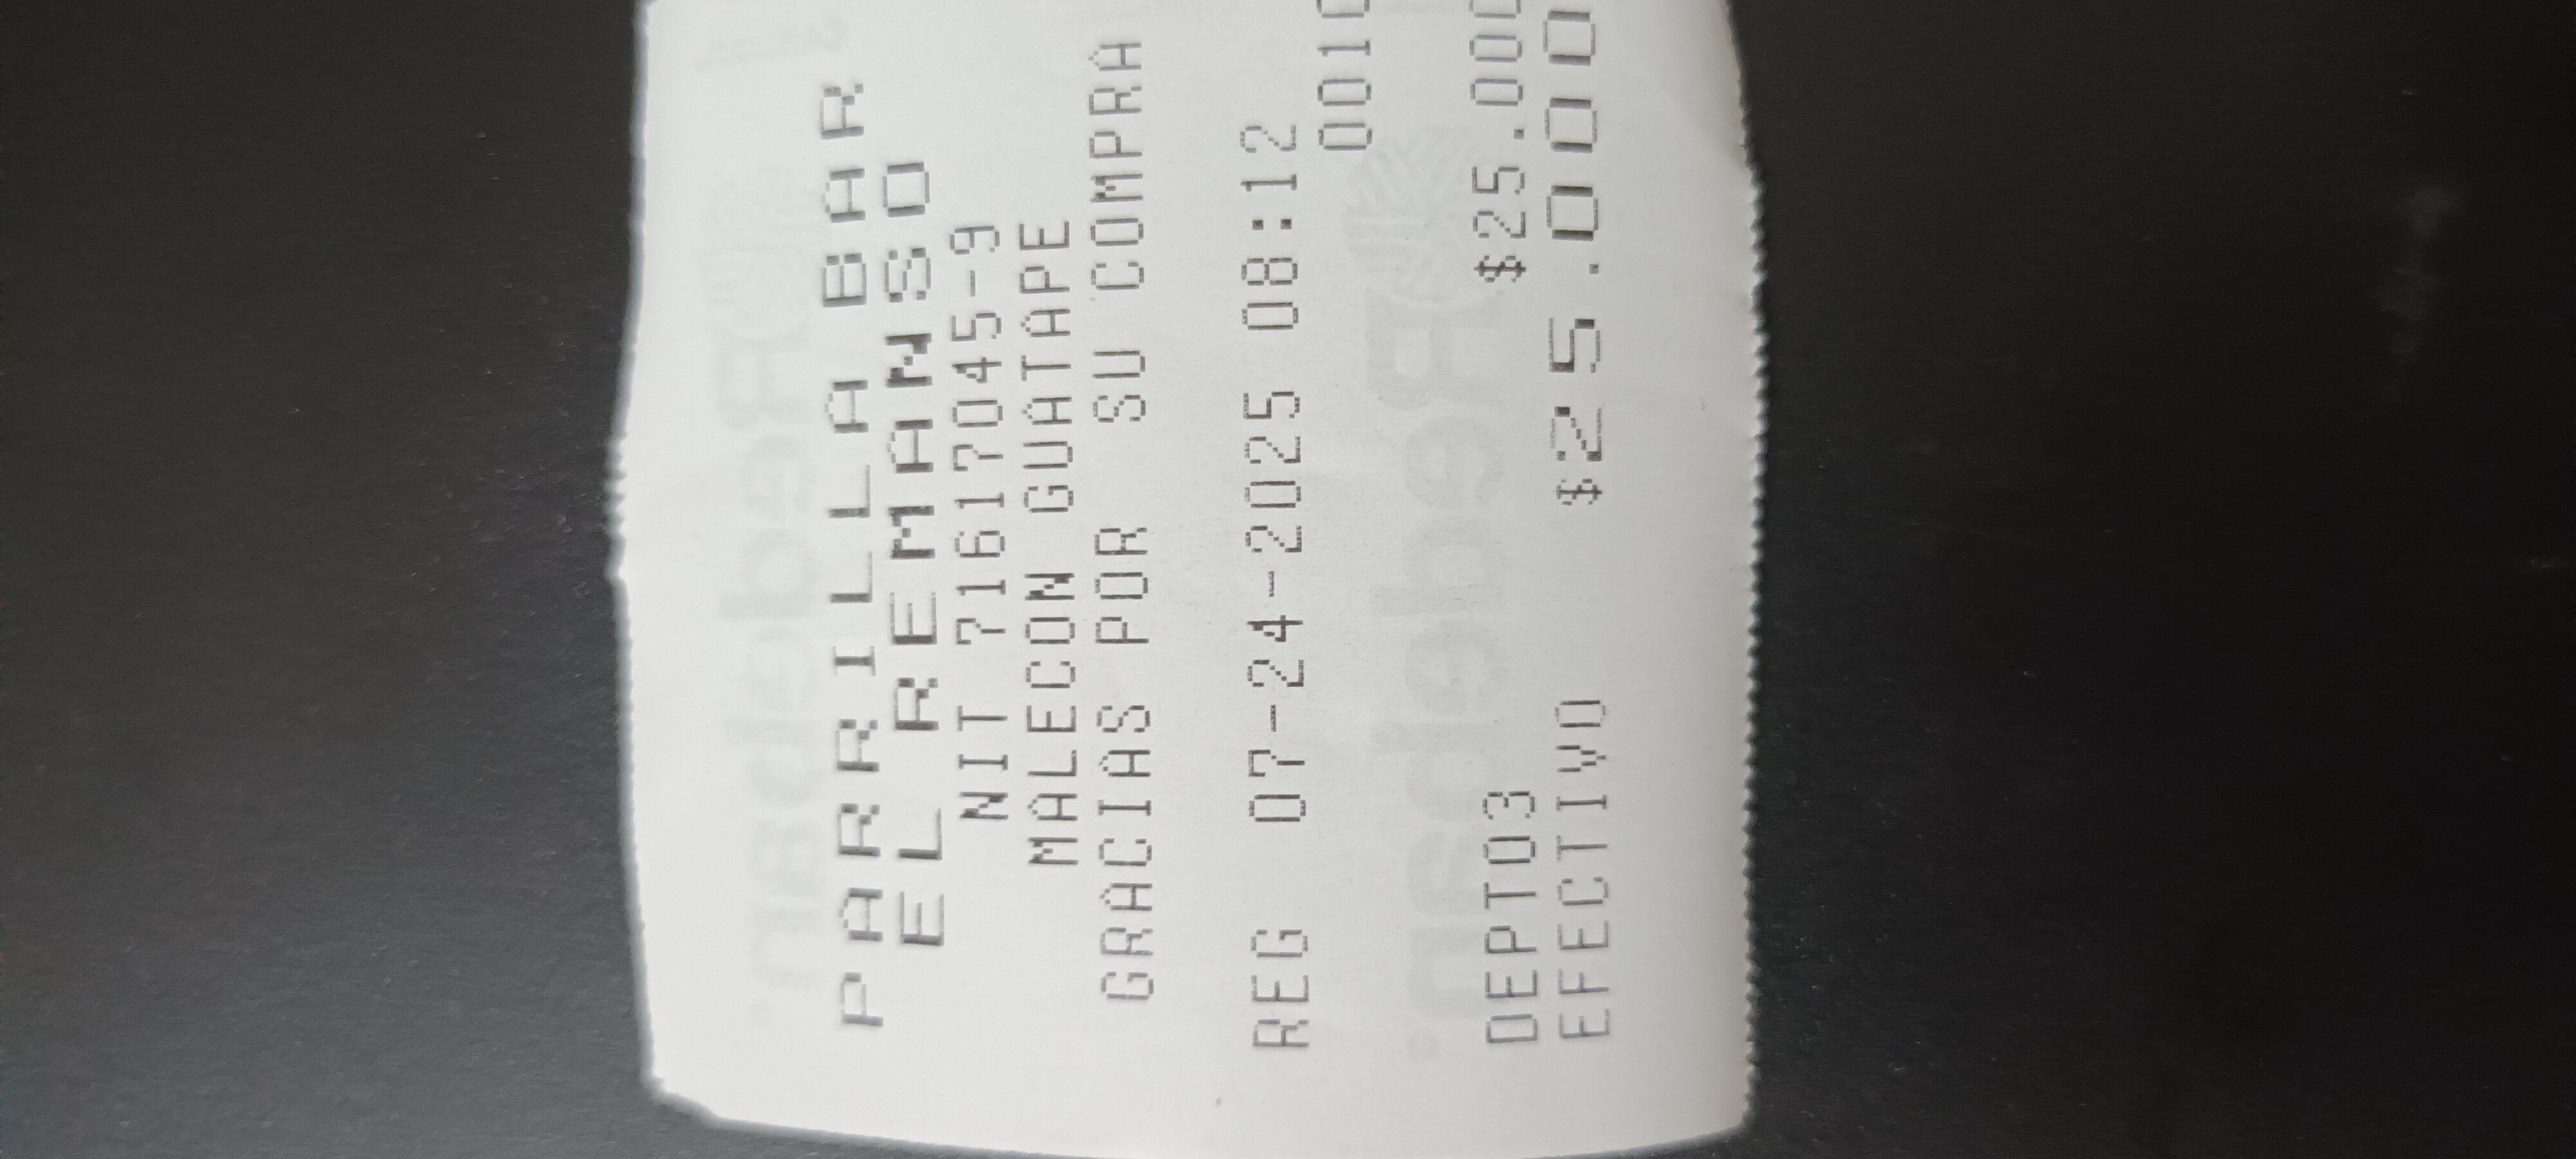 PARRILLA BAR
EL REMANSO
NIT 71617045-9
MALECON GUATAPE
GRACIAS POR SU COMPRA
REG 07-24-2025 08:12
DEPT03 $25.000
EFECTIVO $25.000